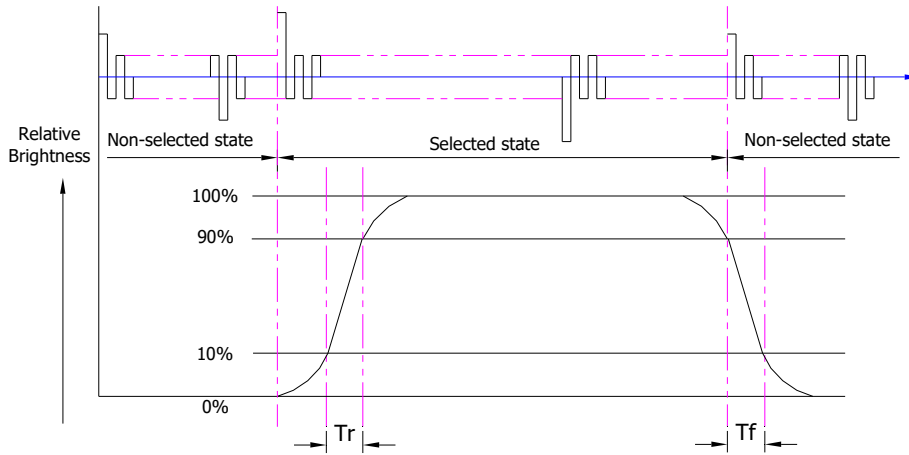 Relative
Brightness
Non-selected state
Selected state
Non-selected state
100%
90%
10%
0%
Tr
Tf